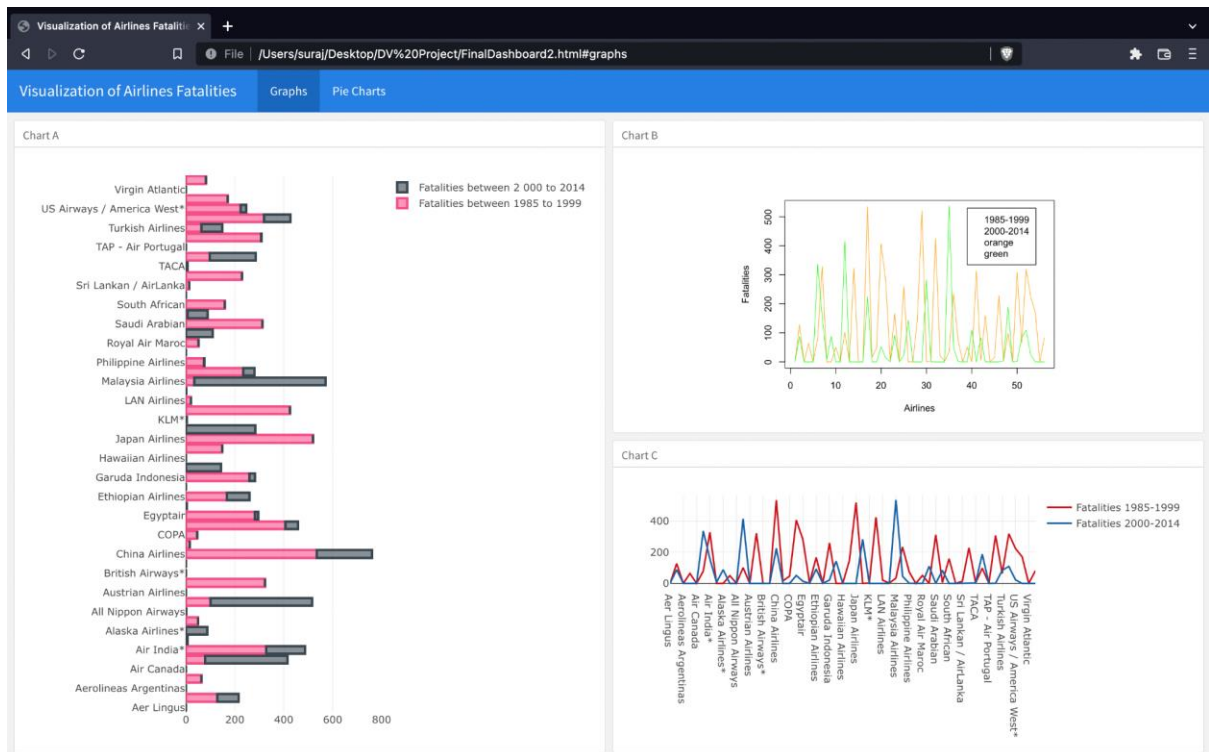 Visualization of Airlines Fatalitie
File | /Users/suraj/Desktop/DV%20Project/FinalDashboard2.html#graphs
Visualization of Airlines Fatalities
Graphs
Pie Charts
Chart A
Fatalities between 2 000 to 2014
Fatalities between 1985 to 1999
Virgin Atlantic
US Airways / America West*
Turkish Airlines
TAP - Air Portugal
TACA
Sri Lankan / AirLanka
South African
Saudi Arabian
Royal Air Maroc
Philippine Airlines
Malaysia Airlines
LAN Airlines
KLM*
Japan Airlines
Hawaiian Airlines
Garuda Indonesia
Ethiopian Airlines
Egyptair
COPA
China Airlines
British Airways*
Austrian Airlines
All Nippon Airways
Alaska Airlines*
Air India*
Air Canada
Aerolineas Argentinas
Aer Lingus
0 200 400 600 800
Chart B
1985-1999
2000-2014
orange
green
Fatalities
500
400
300
200
100
0
0 10 20 30 40 50
Airlines
Chart C
Fatalities 1985-1999
Fatalities 2000-2014
400
200
0
Aer Lingus
Aerolineas Argentinas
Air Canada
Air India*
Alaska Airlines*
All Nippon Airways
Austrian Airlines
British Airways*
China Airlines
COPA
Egyptair
Ethiopian Airlines
Garuda Indonesia
Hawaiian Airlines
Japan Airlines
KLM*
LAN Airlines
Malaysia Airlines
Philippine Airlines
Royal Air Maroc
Saudi Arabian
South African
Sri Lankan / AirLanka
TACA
TAP - Air Portugal
Turkish Airlines
US Airways / America West*
Virgin Atlantic